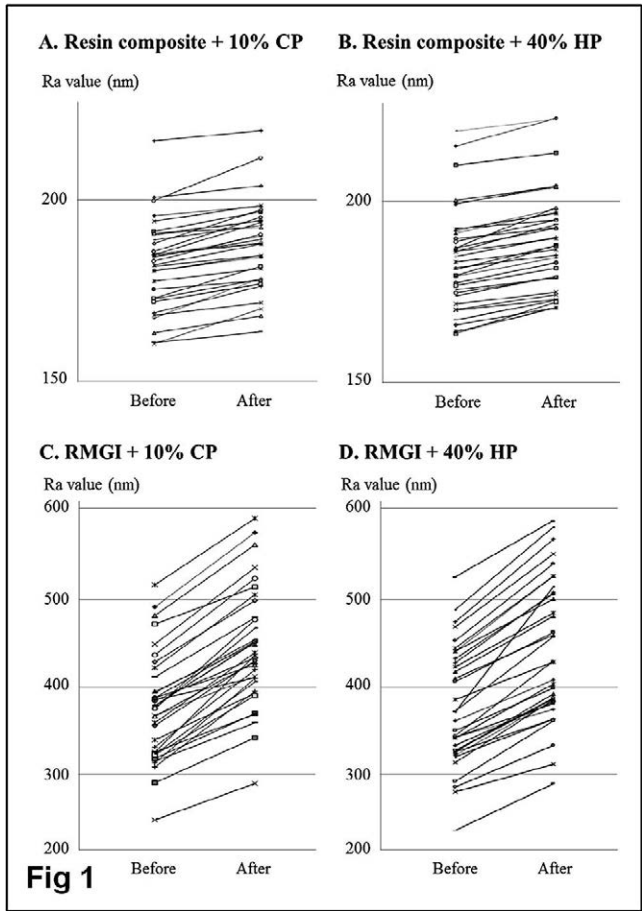 A. Resin composite + 10% CP
Ra value (nm)
200
150
Before After
B. Resin composite + 40% HP
Ra value (nm)
200
150
Before After
C. RMGI + 10% CP
Ra value (nm)
600
500
400
300
200
Before After
D. RMGI + 40% HP
Ra value (nm)
600
500
400
300
200
Before After
Fig 1